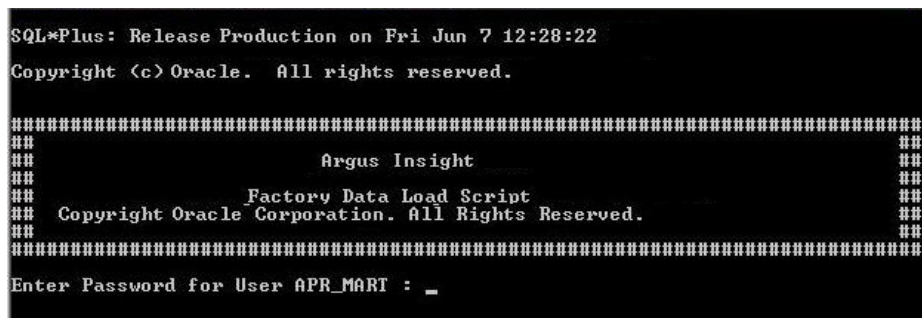 SQL*Plus: Release Production on Fri Jun 7 12:28:22
Copyright (c) Oracle.  All rights reserved.
#############################################################################
##                                                                         ##
##                        Argus Insight                                    ##
##                                                                         ##
##                  Factory Data Load Script                               ##
##  Copyright Oracle Corporation. All Rights Reserved.                     ##
##                                                                         ##
#############################################################################
Enter Password for User APR_MART : _